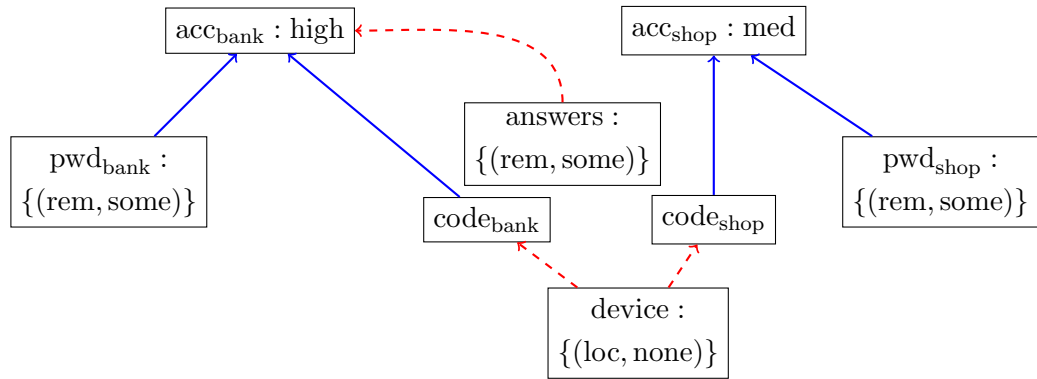 acc_bank : high
acc_shop : med
answers :
{(rem, some)}
pwd_bank :
{(rem, some)}
pwd_shop :
{(rem, some)}
code_bank
code_shop
device :
{(loc, none)}